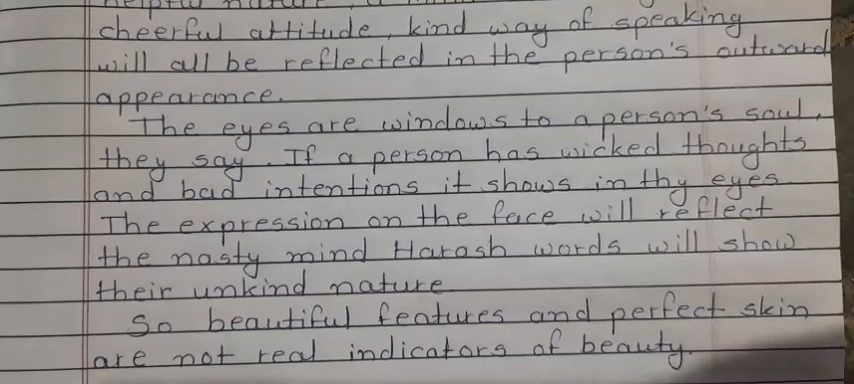 helpful nature, a
cheerful attitude, kind way of speaking
will all be reflected in the person's outward
appearance.
The eyes are windows to a person's soul,
they say. If a person has wicked thoughts
and bad intentions it shows in thy eyes.
The expression on the face will reflect
the nasty mind Harash words will show
their unkind nature
So beautiful features and perfect skin
are not real indicators of beauty.